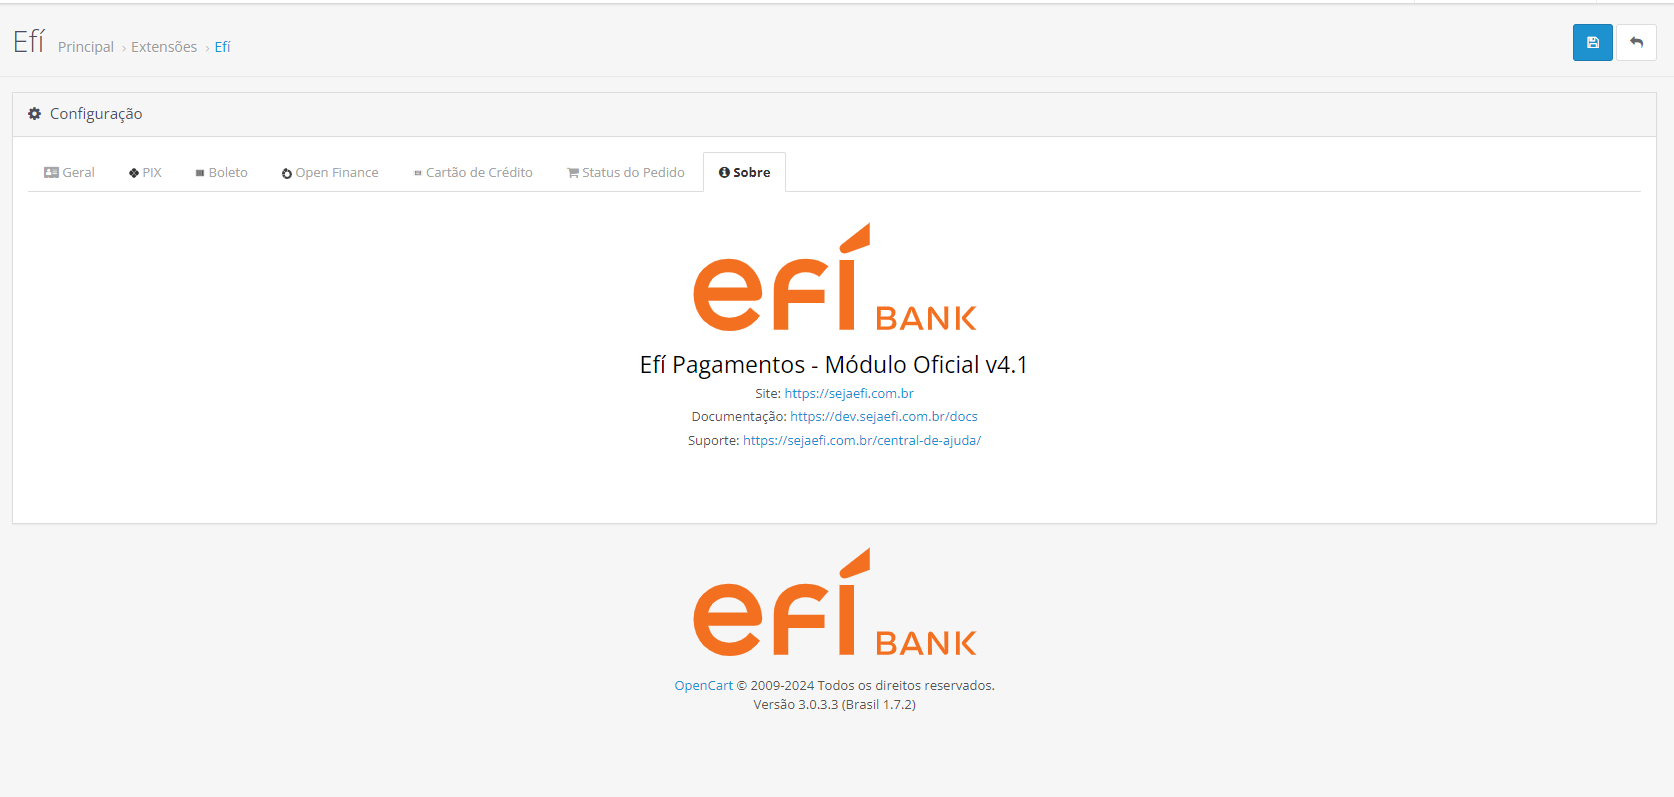 Efí Principal › Extensões › Efí
Configuração
Geral PIX Boleto Open Finance Cartão de Crédito Status do Pedido Sobre
efí BANK
Efí Pagamentos - Módulo Oficial v4.1
Site: https://sejaefi.com.br
Documentação: https://dev.sejaefi.com.br/docs
Suporte: https://sejaefi.com.br/central-de-ajuda/
efí BANK
OpenCart © 2009-2024 Todos os direitos reservados.
Versão 3.0.3.3 (Brasil 1.7.2)